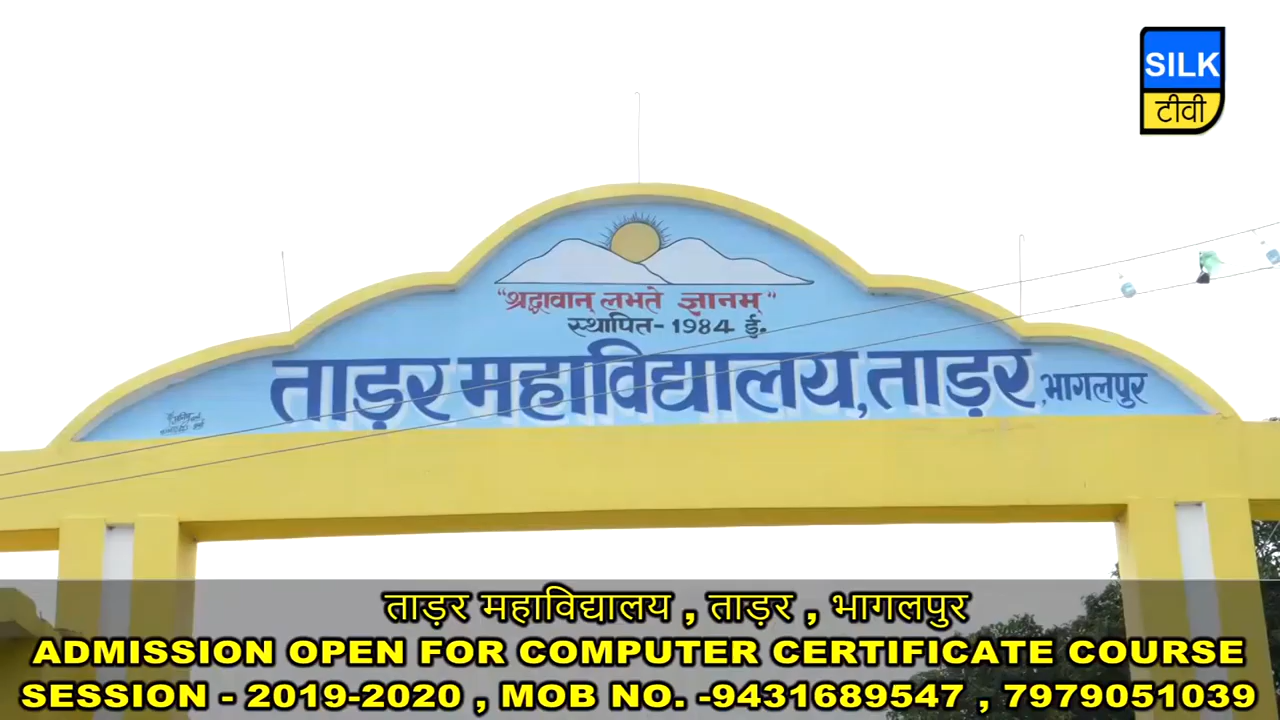 SILK
टीवी
"श्रद्धावान् लभते ज्ञानम्"
स्थापित- 1984 ई.
ताड़र महाविद्यालय, ताड़र, भागलपुर
ताड़र महाविद्यालय , ताड़र , भागलपुर
ADMISSION OPEN FOR COMPUTER CERTIFICATE COURSE
SESSION - 2019-2020 , MOB NO. -9431689547 , 7979051039